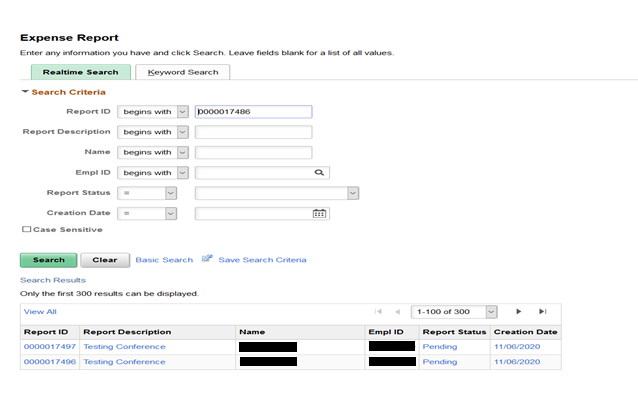 Expense Report
Enter any information you have and click Search. Leave fields blank for a list of all values.
Realtime Search Keyword Search
Search Criteria
Report ID begins with 0000017486
Report Description begins with
Name begins with
Empl ID begins with
Report Status =
Creation Date =
Case Sensitive
Search Clear Basic Search Save Search Criteria
Search Results
Only the first 300 results can be displayed.
View All 1-100 of 300
Report ID Report Description Name Empl ID Report Status Creation Date
0000017497 Testing Conference Pending 11/06/2020
0000017496 Testing Conference Pending 11/06/2020